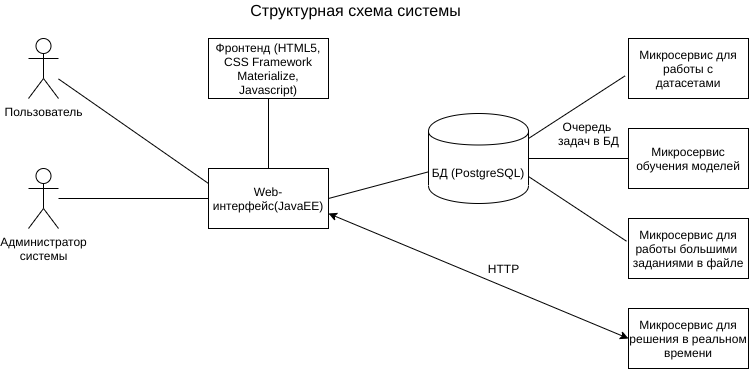 Структурная схема системы
Фронтенд (HTML5,
CSS Framework
Materialize,
Javascript)
Микросервис для
работы с
датасетами
Пользователь
Очередь
задач в БД
Микросервис
обучения моделей
БД (PostgreSQL)
Web-
интерфейс(JavaEE)
Администратор
системы
Микросервис для
работы большими
заданиями в файле
HTTP
Микросервис для
решения в реальном
времени